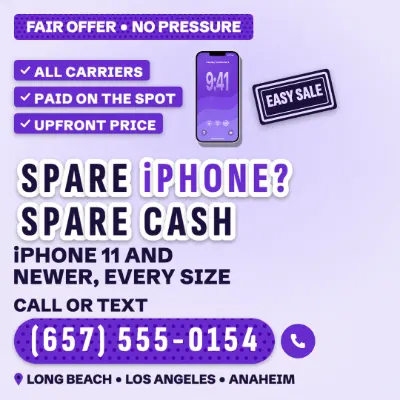 FAIR OFFER • NO PRESSURE
ALL CARRIERS
PAID ON THE SPOT
UPFRONT PRICE
9:41
EASY SALE
SPARE iPHONE?
SPARE CASH
iPHONE 11 AND
NEWER, EVERY SIZE
CALL OR TEXT
(657) 555-0154
LONG BEACH • LOS ANGELES • ANAHEIM